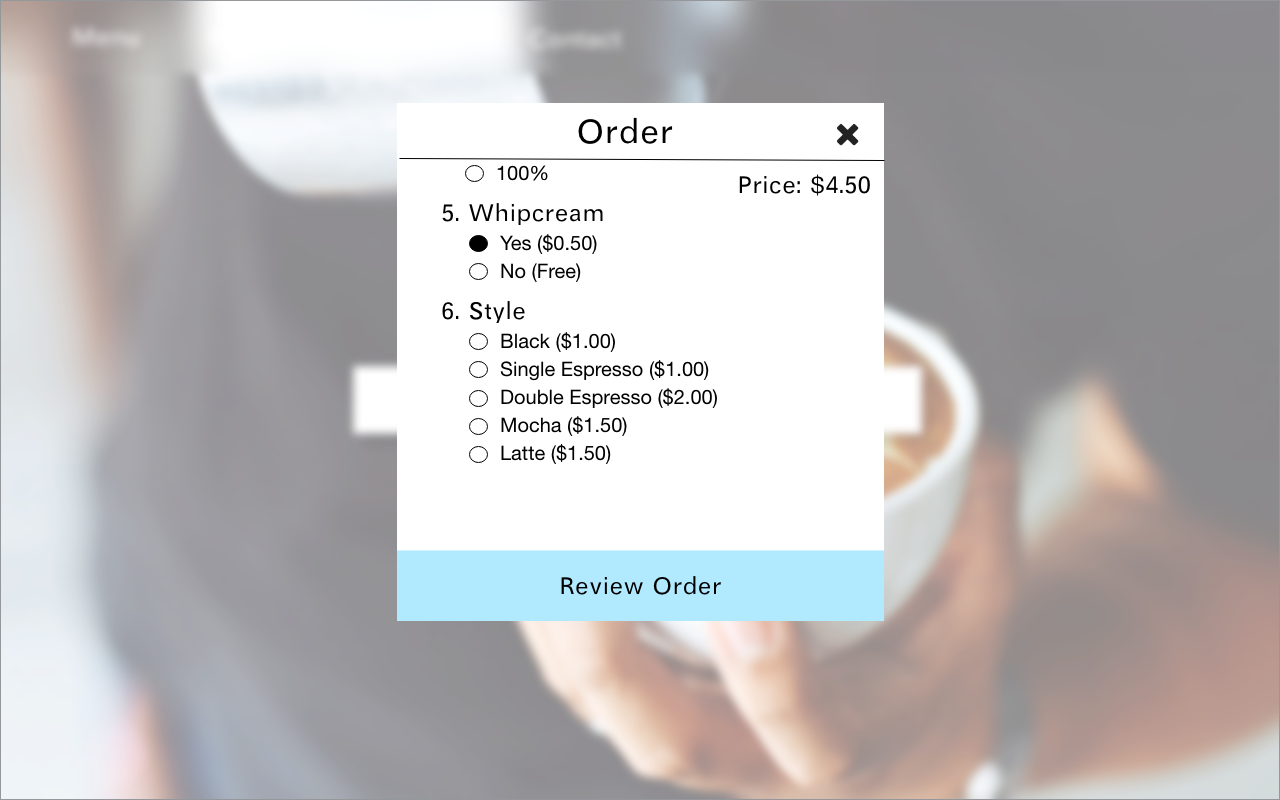 Menu
Contact
Order
100%
Price: $4.50
5. Whipcream
Yes ($0.50)
No (Free)
6. Style
Black ($1.00)
Single Espresso ($1.00)
Double Espresso ($2.00)
Mocha ($1.50)
Latte ($1.50)
Review Order